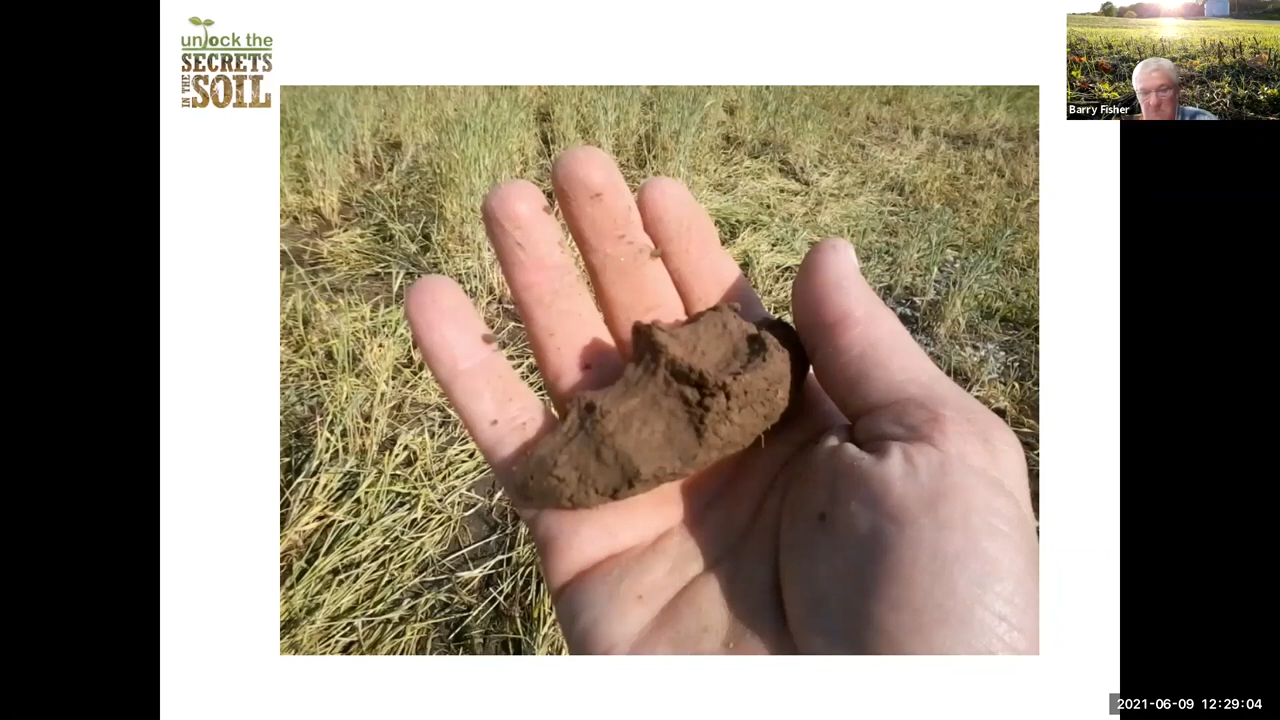 unlock the
SECRETS
IN THE
SOIL
Barry Fisher
2021-06-09 12:29:04